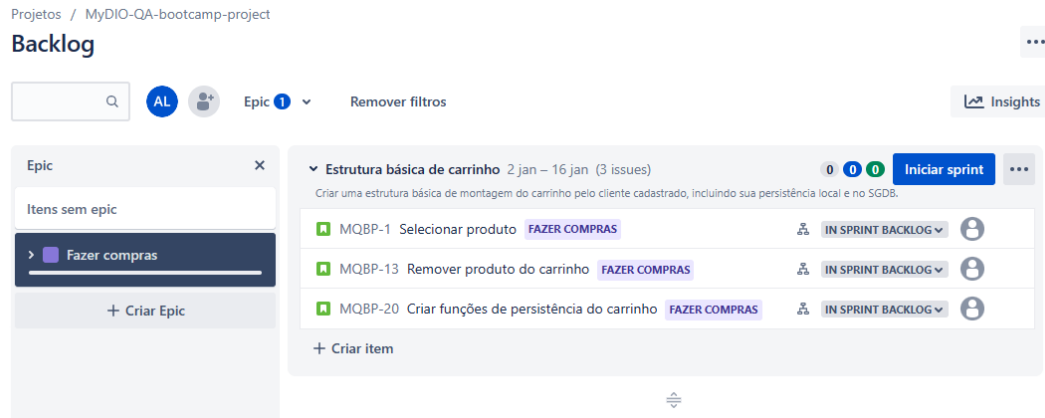 Projetos / MyDIO-QA-bootcamp-project
Backlog
AL Epic 1 Remover filtros Insights
Epic
Itens sem epic
Fazer compras
+ Criar Epic
Estrutura básica de carrinho 2 jan – 16 jan (3 issues) 0 0 0 Iniciar sprint
Criar uma estrutura básica de montagem do carrinho pelo cliente cadastrado, incluindo sua persistência local e no SGDB.
MQBP-1 Selecionar produto FAZER COMPRAS IN SPRINT BACKLOG
MQBP-13 Remover produto do carrinho FAZER COMPRAS IN SPRINT BACKLOG
MQBP-20 Criar funções de persistência do carrinho FAZER COMPRAS IN SPRINT BACKLOG
+ Criar item